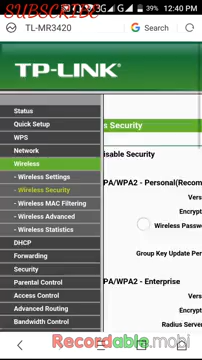 SUBSCRIBE
39% 12:40 PM
TL-MR3420
Search
TP-LINK
Status
Quick Setup
WPS
Network
Wireless
- Wireless Settings
- Wireless Security
- Wireless MAC Filtering
- Wireless Advanced
- Wireless Statistics
DHCP
Forwarding
Security
Parental Control
Access Control
Advanced Routing
Bandwidth Control
s Security
isable Security
PA/WPA2 - Personal(Recom
Vers
Encrypt
Wireless Passw
Group Key Update Per
PA/WPA2 - Enterprise
Vers
Encrypt
Radius Server
Recordable.mobi